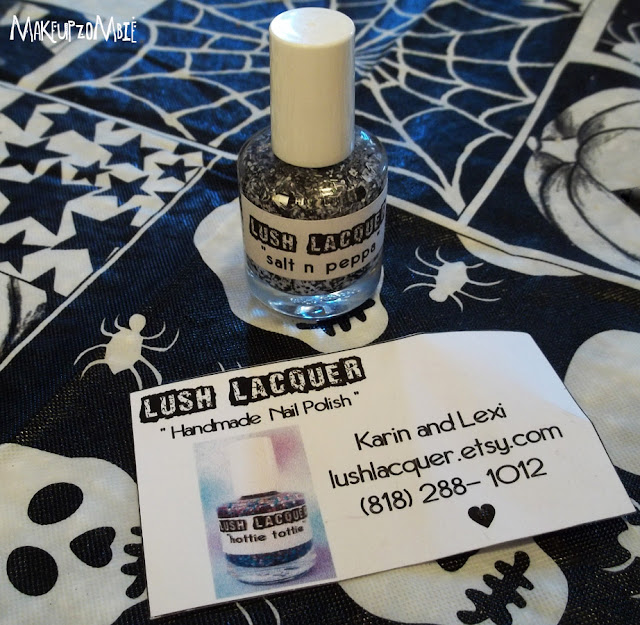 MAKEUPZOMBIE
LUSH LACQUER
"salt n peppa
LUSH LACQUER
"Handmade Nail Polish"
Karin and Lexi
lushlacquer.etsy.com
(818) 288-1012
LUSH LACQUER
"hottie tottie